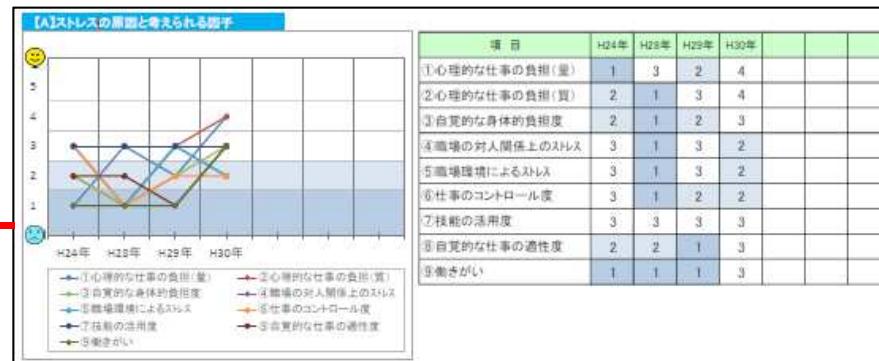 【A】ストレスの原因と考えられる因子
5
4
3
2
1
H24年 H28年 H29年 H30年
①心理的な仕事の負担(量) ②心理的な仕事の負担(質)
③自覚的な身体的負担度 ④職場の対人関係上のストレス
⑤職場環境によるストレス ⑥仕事のコントロール度
⑦技能の活用度 ⑧自覚的な仕事の適性度
⑨働きがい
項目 H24年 H28年 H29年 H30年
①心理的な仕事の負担(量) 1 3 2 4
②心理的な仕事の負担(質) 2 1 3 4
③自覚的な身体的負担度 2 1 2 3
④職場の対人関係上のストレス 3 1 3 2
⑤職場環境によるストレス 3 1 3 2
⑥仕事のコントロール度 3 1 2 2
⑦技能の活用度 3 3 3 3
⑧自覚的な仕事の適性度 2 2 1 3
⑨働きがい 1 1 1 3